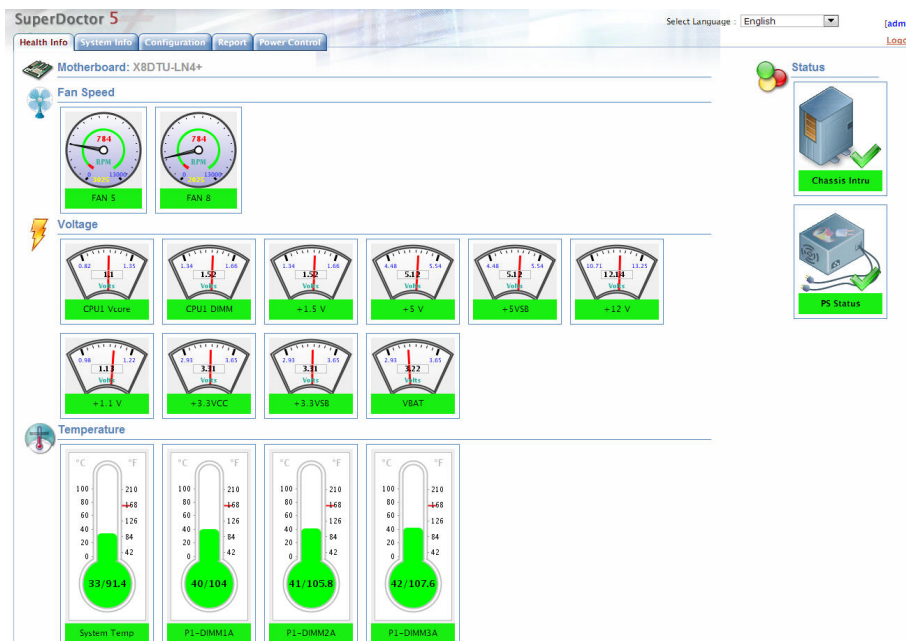 SuperDoctor 5
Select Language : English
[adm
Health Info System Info Configuration Report Power Control
Logo
Motherboard: X8DTU-LN4+
Status
Fan Speed
784
RPM
0 13000
FAN 5
784
RPM
0 13000
FAN 8
Chassis Intru
PS Status
Voltage
0.82 1.35
1.1
Volts
CPU1 Vcore
1.34 1.66
1.52
Volts
CPU1 DIMM
1.34 1.66
1.52
Volts
+1.5 V
4.48 5.54
5.12
Volts
+5 V
4.48 5.54
5.12
Volts
+5VSB
10.71 13.25
12.14
Volts
+12 V
0.98 1.22
1.13
Volts
+1.1 V
2.93 3.65
3.31
Volts
+3.3VCC
2.93 3.65
3.31
Volts
+3.3VSB
2.93 3.65
3.22
Volts
VBAT
Temperature
°C °F
100 210
80 168
60 126
40 84
20 42
0
33/91.4
System Temp
°C °F
100 210
80 168
60 126
40 84
20 42
0
40/104
P1-DIMM1A
°C °F
100 210
80 168
60 126
40 84
20 42
0
41/105.8
P1-DIMM2A
°C °F
100 210
80 168
60 126
40 84
20 42
0
42/107.6
P1-DIMM3A